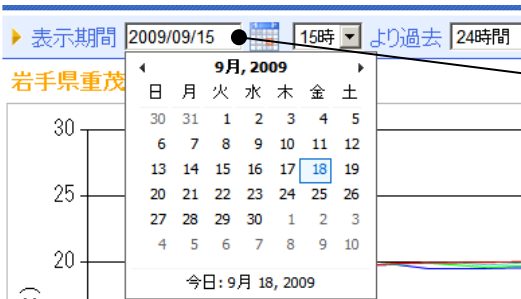 表示期間 2009/09/15 15時 より過去 24時間
岩手県重茂
9月, 2009
日 月 火 水 木 金 土
30 31 1 2 3 4 5
6 7 8 9 10 11 12
13 14 15 16 17 18 19
20 21 22 23 24 25 26
27 28 29 30 1 2 3
4 5 6 7 8 9 10
今日: 9月 18, 2009
30
25
20